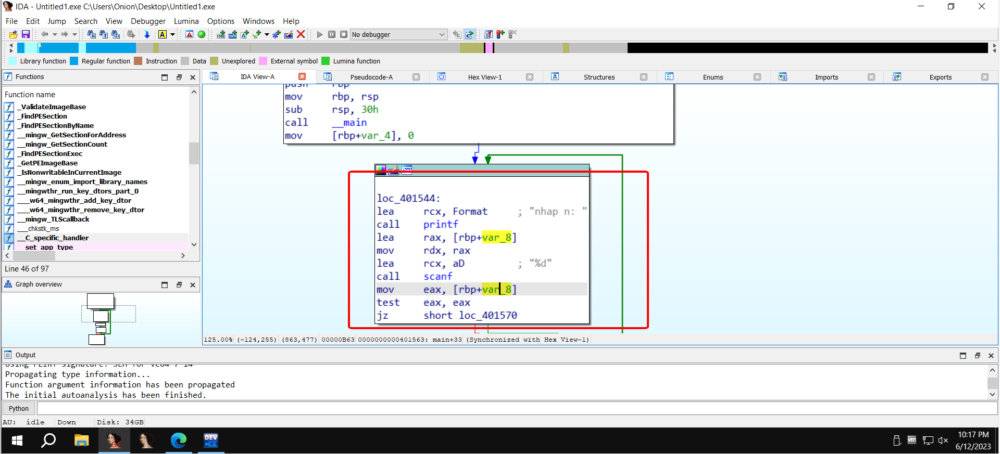 IDA - Untitled1.exe C:\Users\Onion\Desktop\Untitled1.exe
File Edit Jump Search View Debugger Lumina Options Windows Help
No debugger
Library function Regular function Instruction Data Unexplored External symbol Lumina function
Functions
IDA View-A Pseudocode-A Hex View-1 Structures Enums Imports Exports
Function name
_ValidateImageBase
_FindPESection
_FindPESectionByName
__mingw_GetSectionForAddress
__mingw_GetSectionCount
_FindPESectionExec
_GetPEImageBase
_IsNonwritableInCurrentImage
__mingw_enum_import_library_names
__mingwthr_run_key_dtors_part_0
___w64_mingwthr_add_key_dtor
___w64_mingwthr_remove_key_dtor
__mingw_TLScallback
___chkstk_ms
__C_specific_handler
__set_app_type
Line 46 of 97
Graph overview
push rbp
mov rbp, rsp
sub rsp, 30h
call __main
mov [rbp+var_4], 0
loc_401544:
lea rcx, Format ; "nhap n: "
call printf
lea rax, [rbp+var_8]
mov rdx, rax
lea rcx, aD ; "%d"
call scanf
mov eax, [rbp+var_8]
test eax, eax
jz short loc_401570
125.00% (-124,255) (863,477) 00000B63 0000000000401563: main+33 (Synchronized with Hex View-1)
Output
Using FLIRT signature: SEH for vc64 7-14
Propagating type information...
Function argument information has been propagated
The initial autoanalysis has been finished.
Python
AU: idle Down Disk: 34GB
64
DEV
C++
vm
10:17 PM
6/12/2023